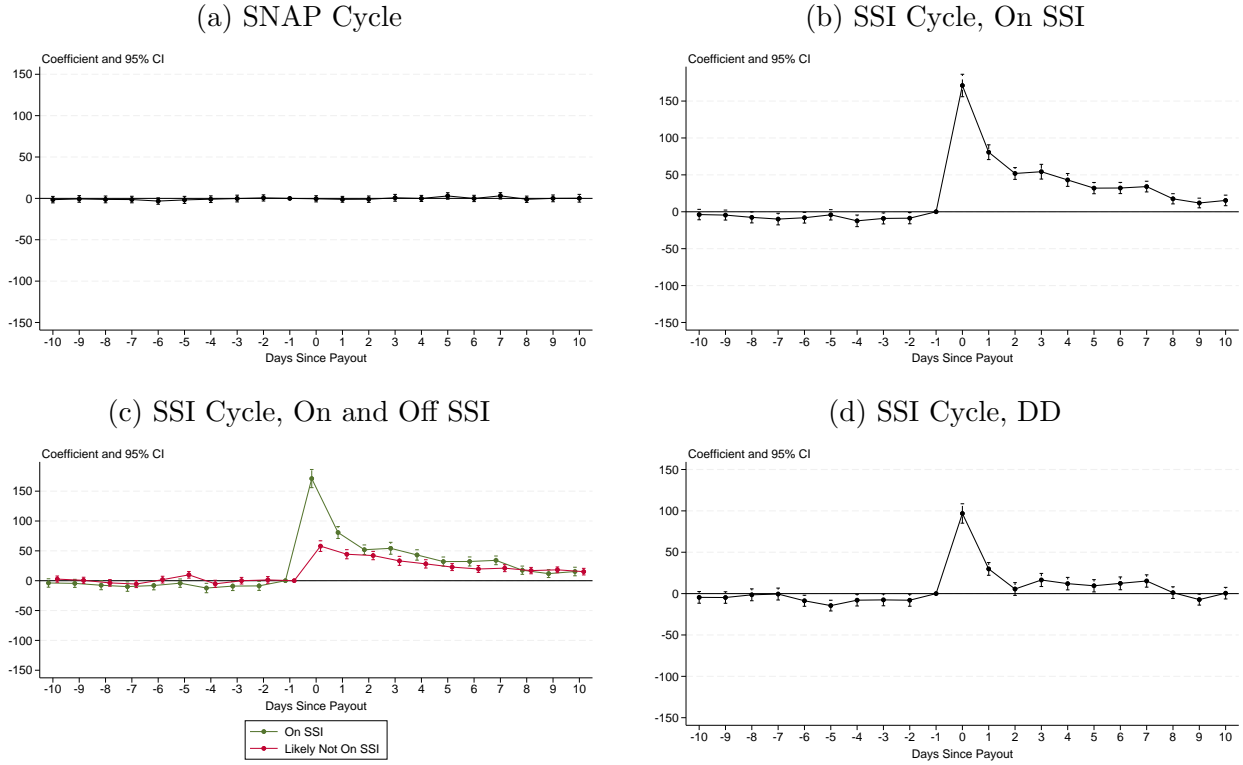 (a) SNAP Cycle
Coefficient and 95% CI
150
100
50
0
-50
-100
-150
-10 -9 -8 -7 -6 -5 -4 -3 -2 -1 0 1 2 3 4 5 6 7 8 9 10
Days Since Payout
(b) SSI Cycle, On SSI
Coefficient and 95% CI
150
100
50
0
-50
-100
-150
-10 -9 -8 -7 -6 -5 -4 -3 -2 -1 0 1 2 3 4 5 6 7 8 9 10
Days Since Payout
(c) SSI Cycle, On and Off SSI
Coefficient and 95% CI
150
100
50
0
-50
-100
-150
-10 -9 -8 -7 -6 -5 -4 -3 -2 -1 0 1 2 3 4 5 6 7 8 9 10
Days Since Payout
On SSI
Likely Not On SSI
(d) SSI Cycle, DD
Coefficient and 95% CI
150
100
50
0
-50
-100
-150
-10 -9 -8 -7 -6 -5 -4 -3 -2 -1 0 1 2 3 4 5 6 7 8 9 10
Days Since Payout